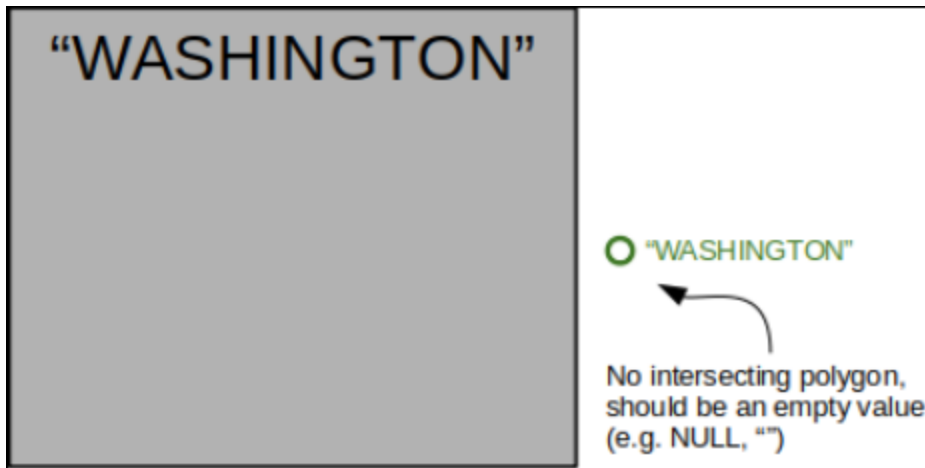 “WASHINGTON”
“WASHINGTON”
No intersecting polygon,
should be an empty value
(e.g. NULL, “”)